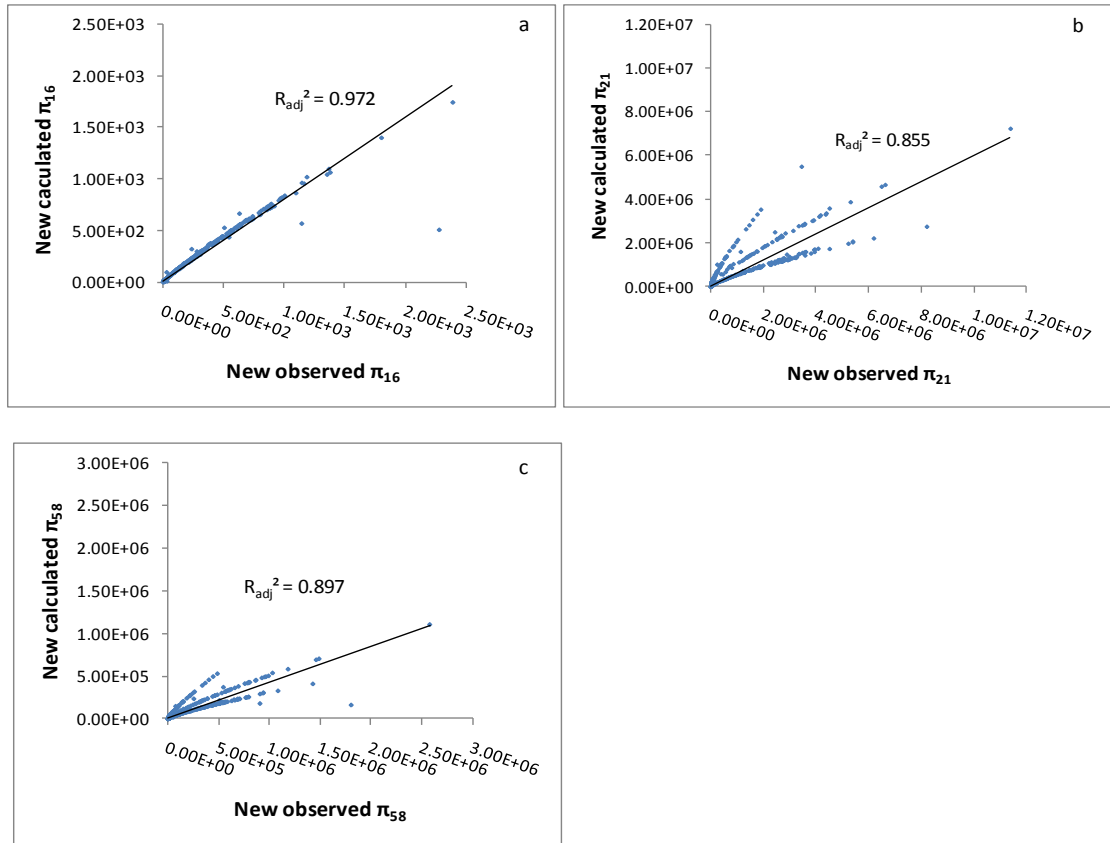 a
2.50E+03
2.00E+03
1.50E+03
1.00E+03
5.00E+02
0.00E+00
New caculated π16
Radj² = 0.972
0.00E+00
5.00E+02
1.00E+03
1.50E+03
2.00E+03
2.50E+03
New observed π16
b
1.20E+07
1.00E+07
8.00E+06
6.00E+06
4.00E+06
2.00E+06
0.00E+00
New calculated π21
Radj² = 0.855
0.00E+00
2.00E+06
4.00E+06
6.00E+06
8.00E+06
1.00E+07
1.20E+07
New observed π21
c
3.00E+06
2.50E+06
2.00E+06
1.50E+06
1.00E+06
5.00E+05
0.00E+00
New calculated π58
Radj² = 0.897
0.00E+00
5.00E+05
1.00E+06
1.50E+06
2.00E+06
2.50E+06
3.00E+06
New observed π58